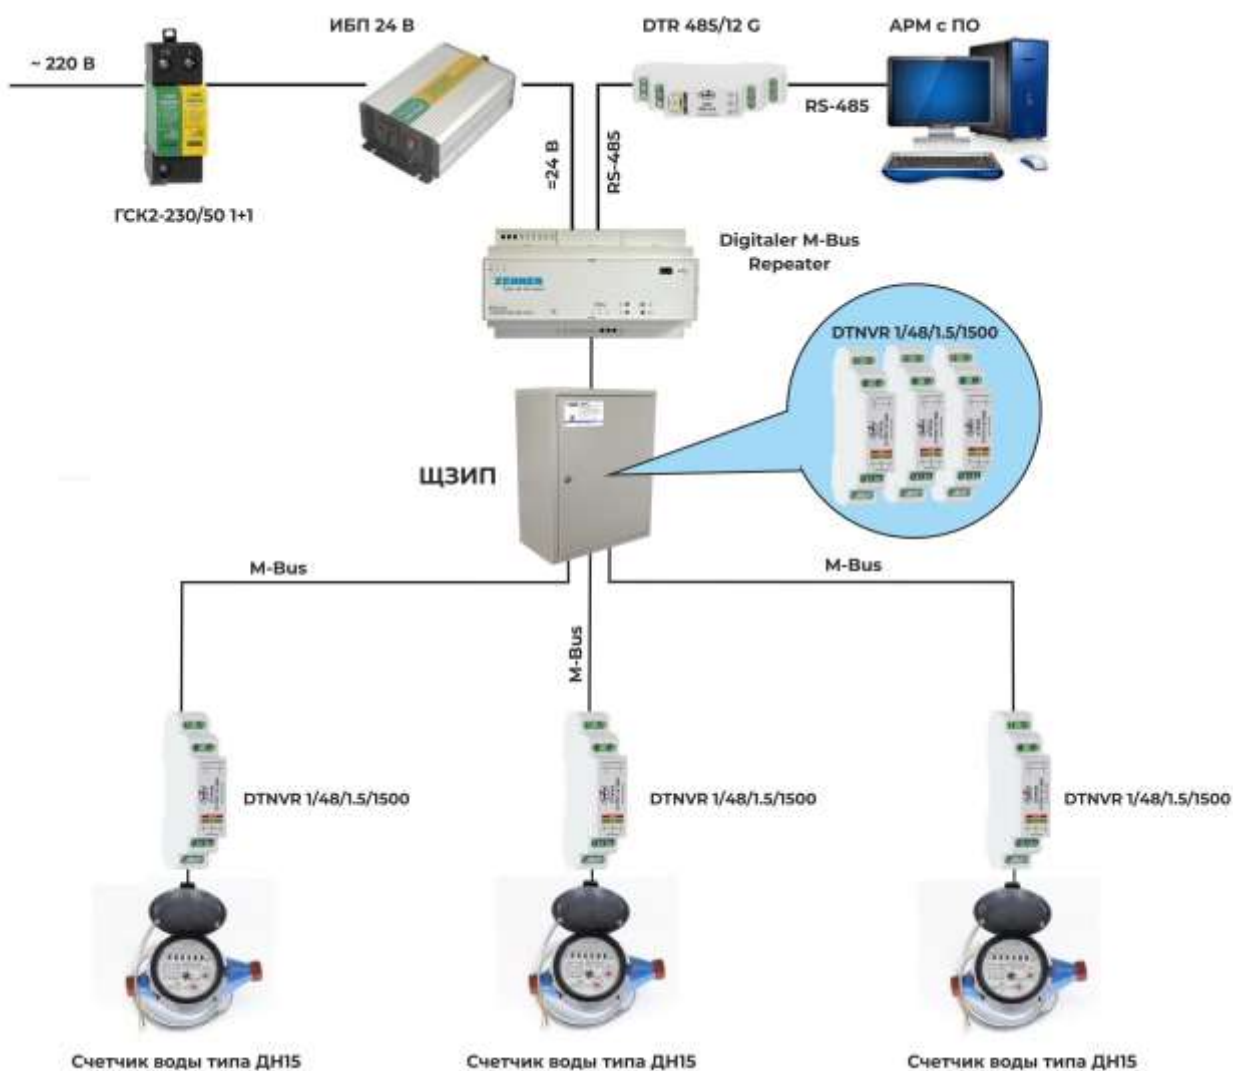 ~ 220 В
ИБП 24 В
DTR 485/12 G
АРМ с ПО
RS-485
=24 В
RS-485
ГСК2-230/50 1+1
Digitaler M-Bus
Repeater
ZENNER
DTNVR 1/48/1.5/1500
ЩЗИП
M-Bus
M-Bus
M-Bus
DTNVR 1/48/1.5/1500
DTNVR 1/48/1.5/1500
DTNVR 1/48/1.5/1500
Счетчик воды типа ДН15
Счетчик воды типа ДН15
Счетчик воды типа ДН15